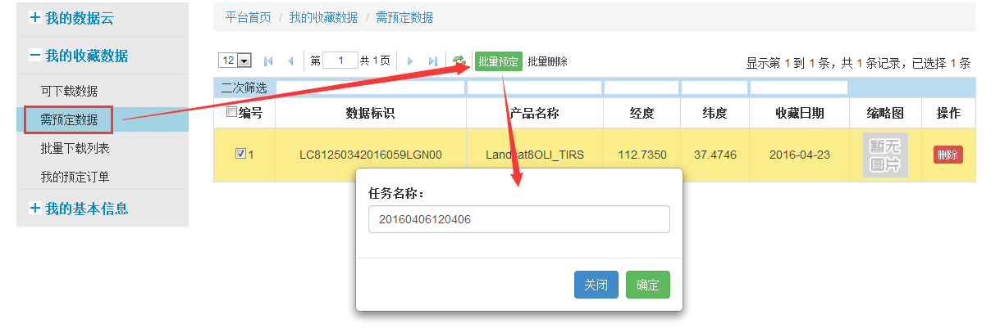 我的数据云
我的收藏数据
可下载数据
需预定数据
批量下载列表
我的预定订单
我的基本信息
平台首页 / 我的收藏数据 / 需预定数据
12 第 1 共 1 页 批量预定 批量删除 显示第 1 到 1 条，共 1 条记录，已选择 1 条
二次筛选
编号 数据标识 产品名称 经度 纬度 收藏日期 缩略图 操作
1 LC81250342016059LGN00 Landsat8OLI_TIRS 112.7350 37.4746 2016-04-23 暂无图片 删除
任务名称：
20160406120406
关闭 确定